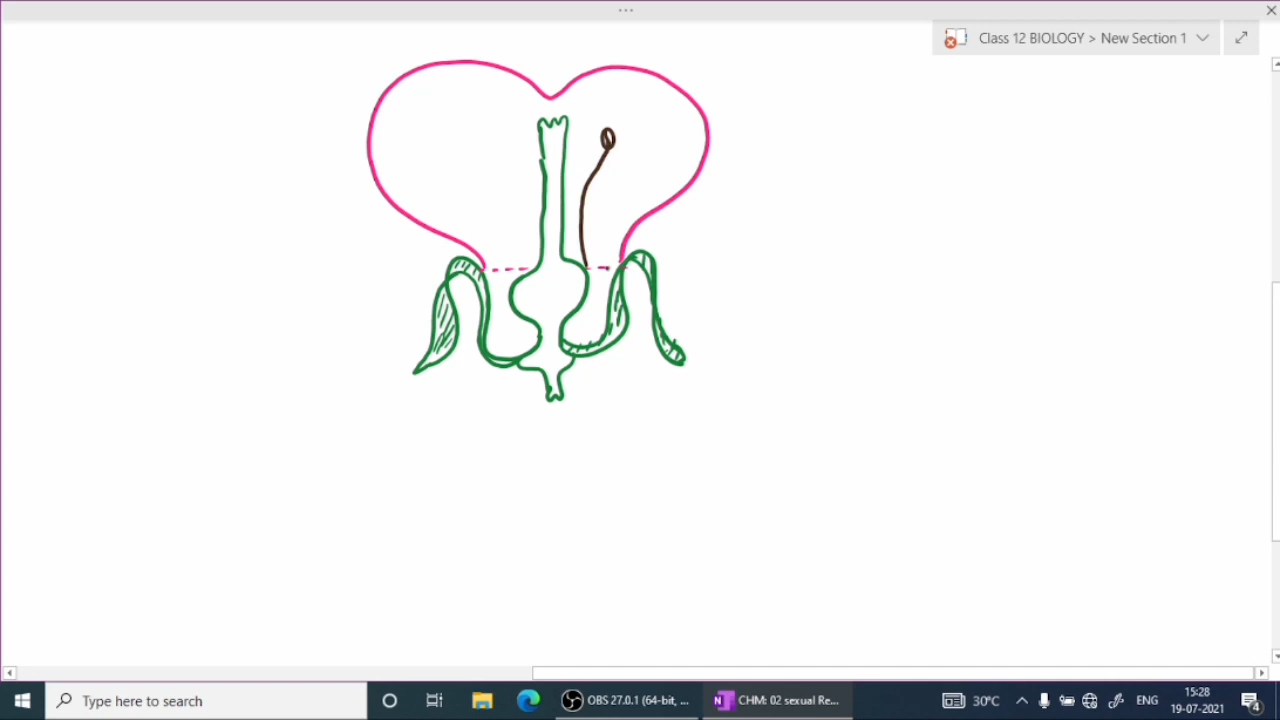 Class 12 BIOLOGY > New Section 1
Type here to search
OBS 27.0.1 (64-bit, ...
CHM: 02 sexual Re...
30°C
ENG
15:28
19-07-2021
4